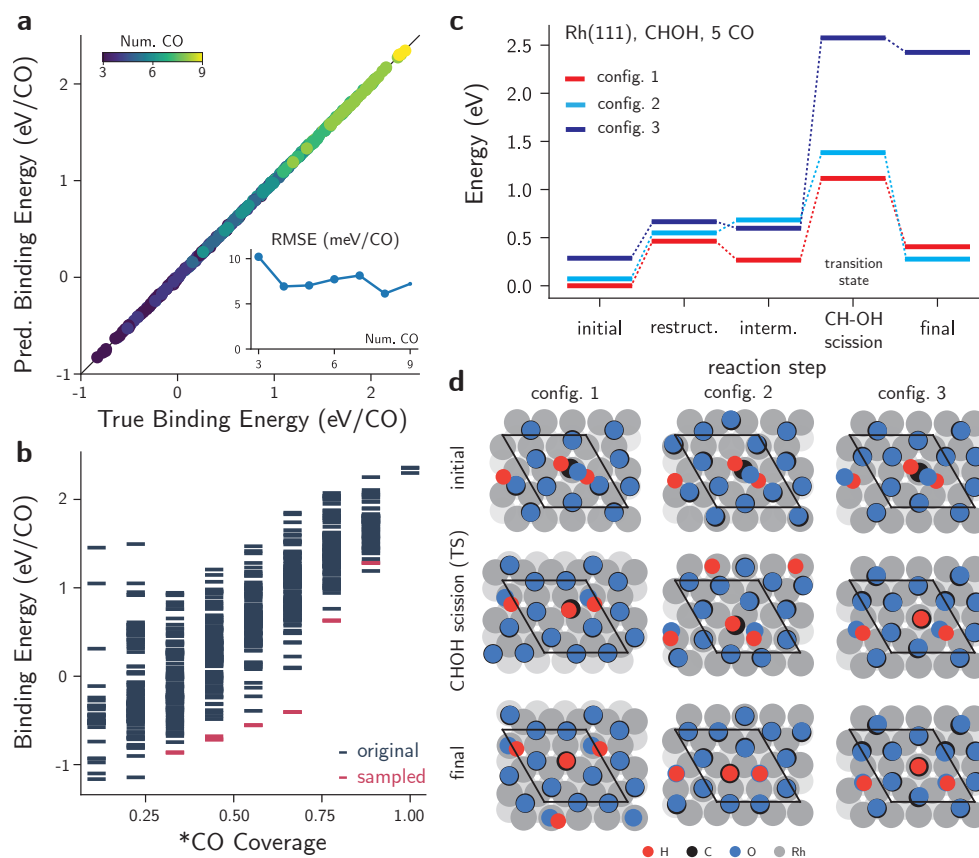 a
Num. CO
3 6 9
Pred. Binding Energy (eV/CO)
2
1
0
-1
-1 0 1 2
True Binding Energy (eV/CO)
RMSE (meV/CO)
10
5
0
Num. CO
3 6 9
b
Binding Energy (eV/CO)
2
1
0
-1
original
sampled
0.25 0.50 0.75 1.00
*CO Coverage
c
Rh(111), CHOH, 5 CO
config. 1
config. 2
config. 3
Energy (eV)
2.5
2.0
1.5
1.0
0.5
0.0
transition
state
initial restruct. interm. CH-OH scission final
reaction step
d
config. 1 config. 2 config. 3
initial
CHOH scission (TS)
final
H C O Rh